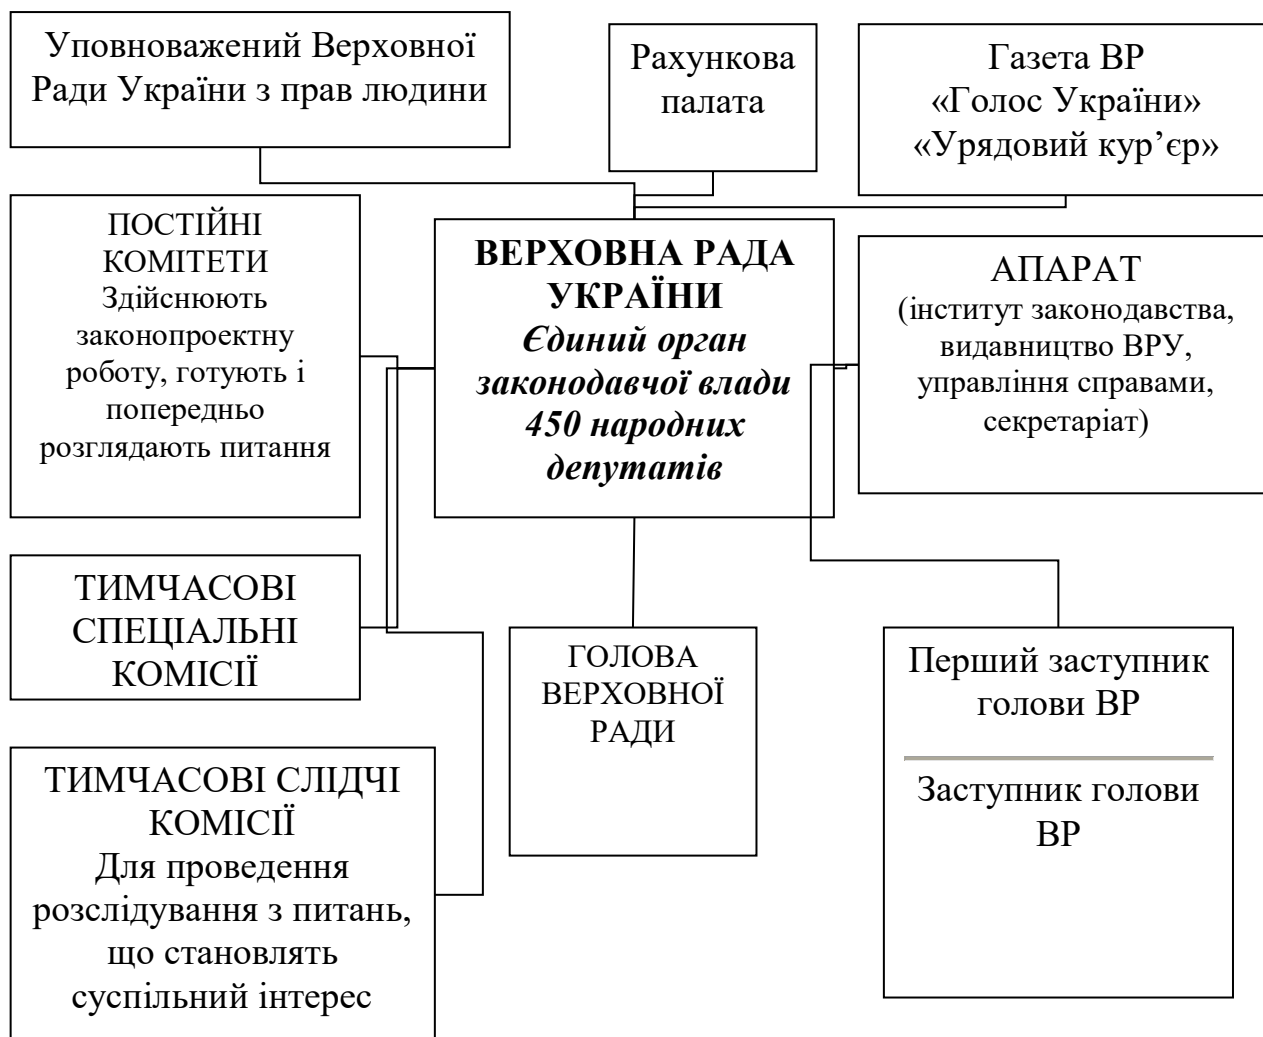 Уповноважений Верховної
Ради України з прав людини
Рахункова
палата
Газета ВР
«Голос України»
«Урядовий кур’єр»
ПОСТІЙНІ
КОМІТЕТИ
Здійснюють
законопроектну
роботу, готують і
попередньо
розглядають питання
ВЕРХОВНА РАДА
УКРАЇНИ
Єдиний орган
законодавчої влади
450 народних
депутатів
АПАРАТ
(інститут законодавства,
видавництво ВРУ,
управління справами,
секретаріат)
ТИМЧАСОВІ
СПЕЦІАЛЬНІ
КОМІСІЇ
ГОЛОВА
ВЕРХОВНОЇ
РАДИ
Перший заступник
голови ВР
Заступник голови
ВР
ТИМЧАСОВІ СЛІДЧІ
КОМІСІЇ
Для проведення
розслідування з питань,
що становлять
суспільний інтерес